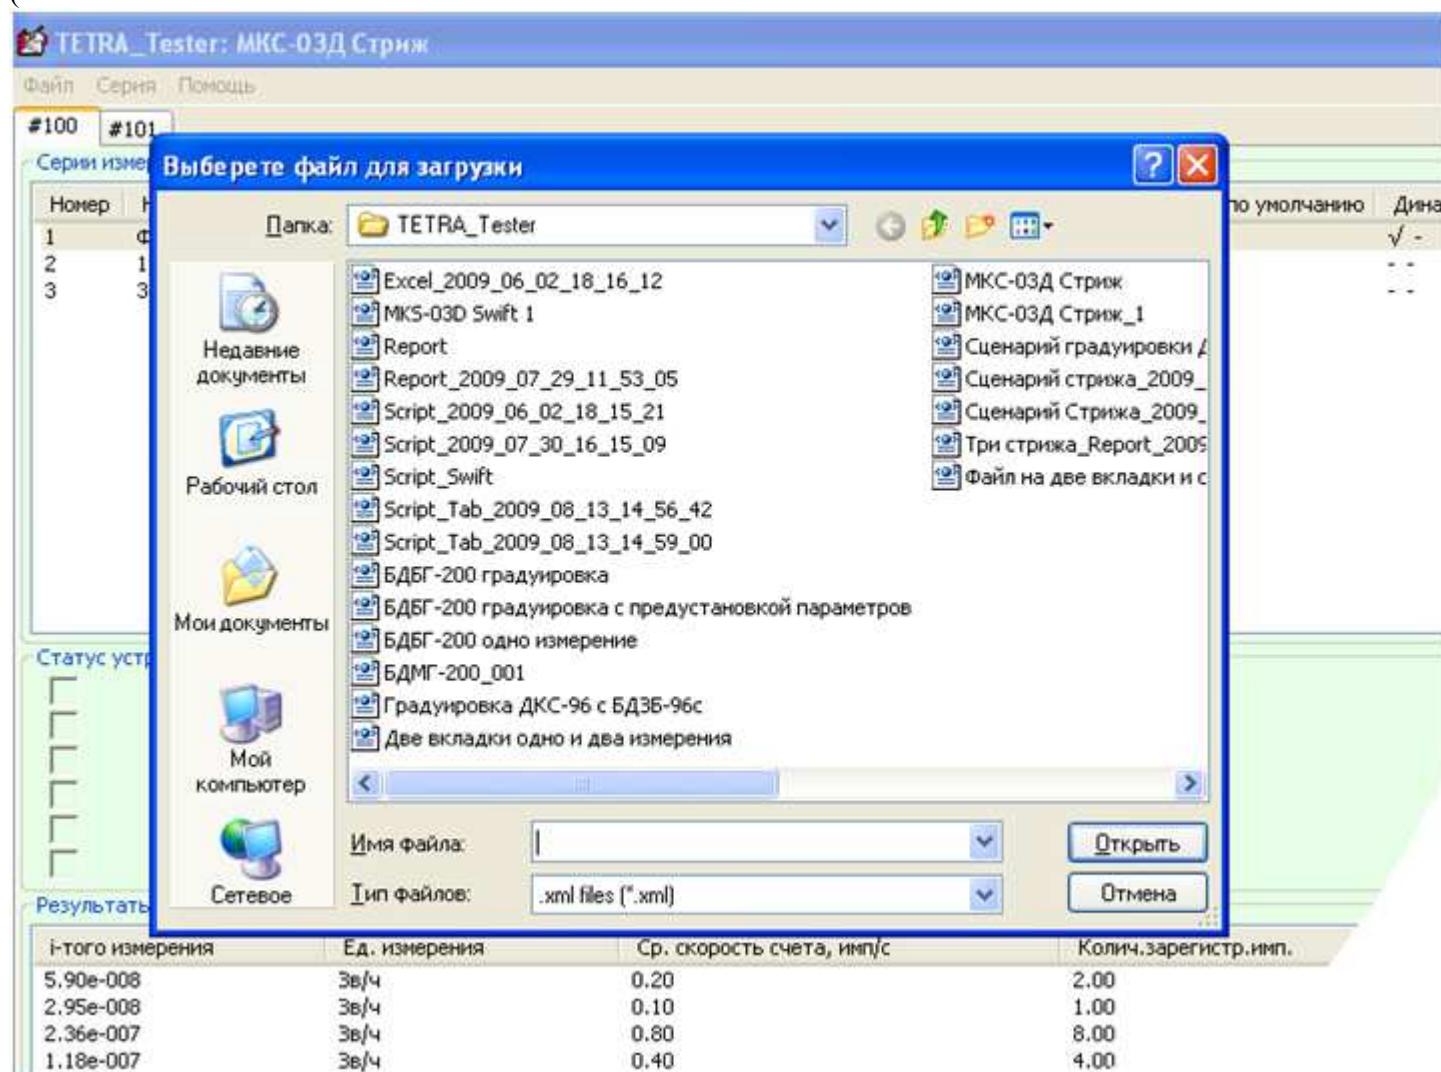 TETRA_Tester: МКС-03Д Стриж
Файл Серия Помощь
#100 #101
Серии
Выберете файл для загрузки
Номер
по умолчанию
1
√ -
2 1
- -
3 3
- -
Папка: TETRA_Tester
Недавние
документы
Рабочий стол
Мои документы
Мой
компьютер
Сетевое
Excel_2009_06_02_18_16_12
MKS-03D Swift 1
Report
Report_2009_07_29_11_53_05
Script_2009_06_02_18_15_21
Script_2009_07_30_16_15_09
Script_Swift
Script_Tab_2009_08_13_14_56_42
Script_Tab_2009_08_13_14_59_00
БДБГ-200 градуировка
БДБГ-200 градуировка с предустановкой параметров
БДБГ-200 одно измерение
БДМГ-200_001
Градуировка ДКС-96 с БДЗБ-96с
Две вкладки одно и два измерения
МКС-03Д Стриж
МКС-03Д Стриж_1
Сценарий градуировки
Сценарий стрижа_2009_
Сценарий Стрижа_2009_
Три стрижа_Report_2009
Файл на две вкладки и с
Имя файла:
Открыть
Тип файлов: .xml files (*.xml)
Отмена
Статус
i-того измерения Ед. измерения Ср. скорость счета, имп/с Колич.зарегистр.имп.
5.90e-008 Зв/ч 0.20 2.00
2.95e-008 Зв/ч 0.10 1.00
2.36e-007 Зв/ч 0.80 8.00
1.18e-007 Зв/ч 0.40 4.00